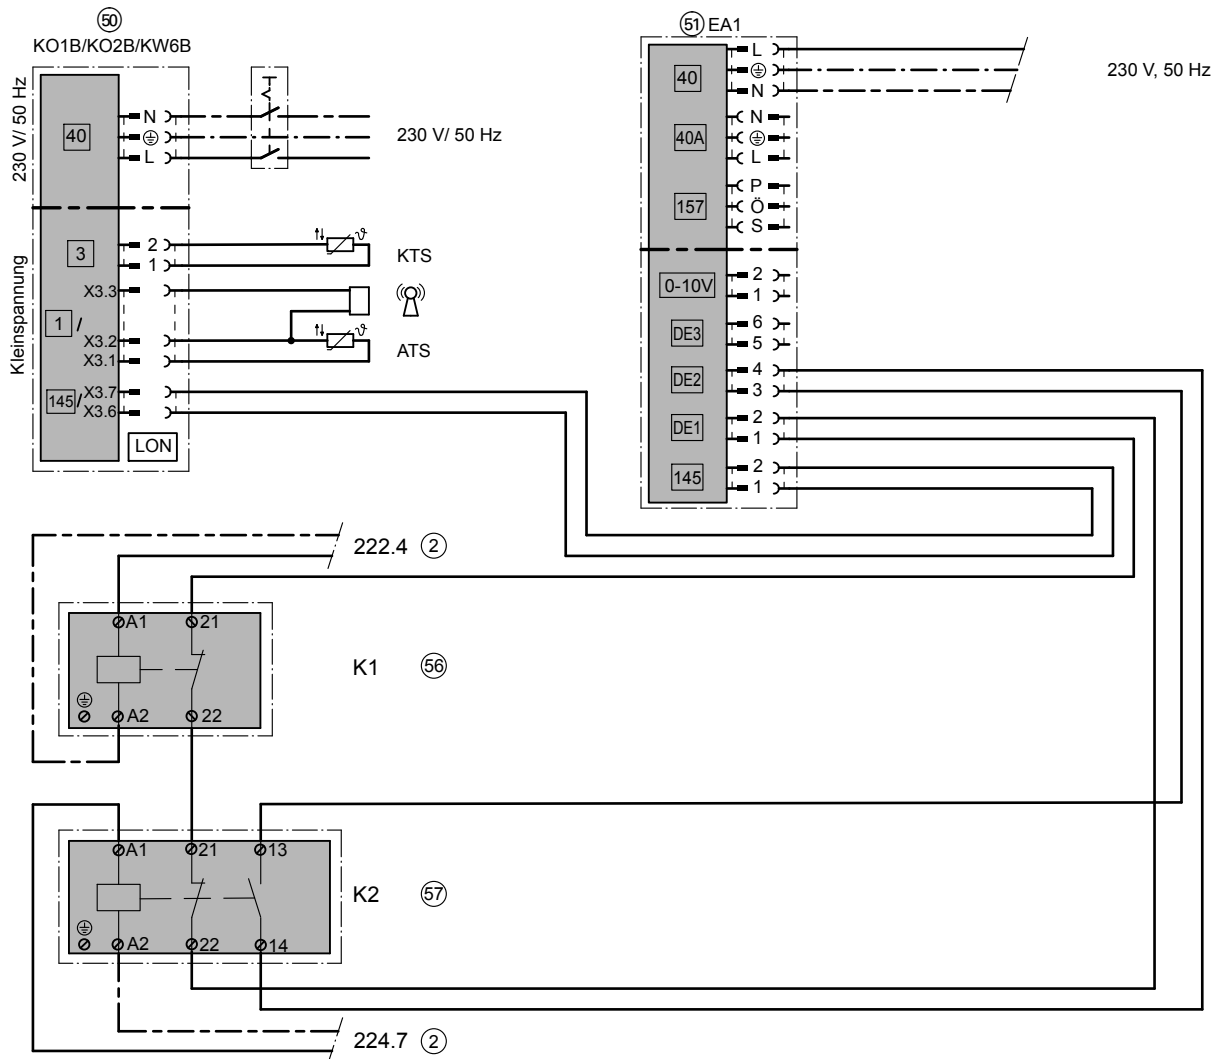 50
KO1B/KO2B/KW6B
230 V/ 50 Hz
40
N
L
230 V/ 50 Hz
Kleinspannung
3
2
1
KTS
ϑ
X3.3
1 /
X3.2
X3.1
ATS
ϑ
145 / X3.7
X3.6
LON
51 EA1
40
L
N
230 V, 50 Hz
40A
N
L
157
P
Ö
S
0-10V
2
1
DE3
6
5
DE2
4
3
DE1
2
1
145
2
1
222.4 2
A1
21
K1 56
A2
22
A1
21
13
K2 57
A2
22
14
224.7 2